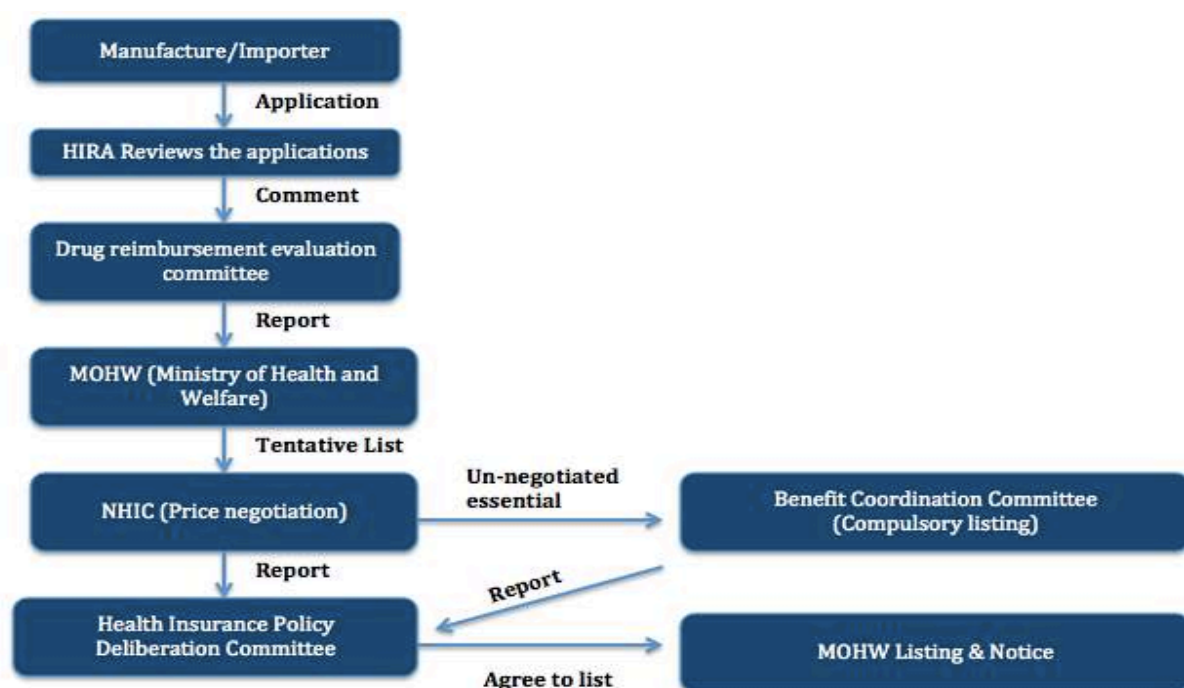 Manufacture/Importer
Application
HIRA Reviews the applications
Comment
Drug reimbursement evaluation
committee
Report
MOHW (Ministry of Health and
Welfare)
Tentative List
NHIC (Price negotiation)
Un-negotiated
essential
Benefit Coordination Committee
(Compulsory listing)
Report
Report
Health Insurance Policy
Deliberation Committee
Agree to list
MOHW Listing & Notice